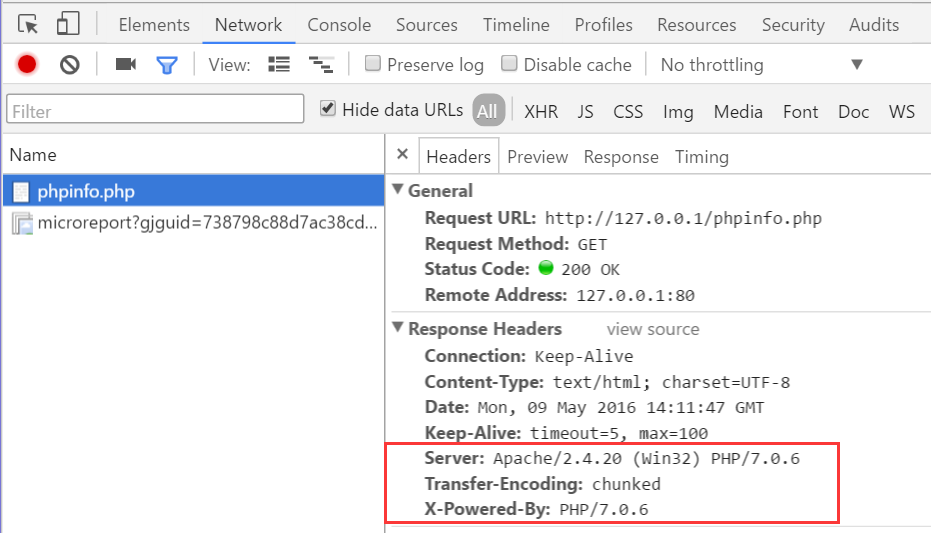 Elements Network Console Sources Timeline Profiles Resources Security Audits
View: Preserve log Disable cache No throttling
Filter Hide data URLs All XHR JS CSS Img Media Font Doc WS
Name
phpinfo.php
microreport?gjguid=738798c88d7ac38cd...
× Headers Preview Response Timing
General
Request URL: http://127.0.0.1/phpinfo.php
Request Method: GET
Status Code: 200 OK
Remote Address: 127.0.0.1:80
Response Headers view source
Connection: Keep-Alive
Content-Type: text/html; charset=UTF-8
Date: Mon, 09 May 2016 14:11:47 GMT
Keep-Alive: timeout=5, max=100
Server: Apache/2.4.20 (Win32) PHP/7.0.6
Transfer-Encoding: chunked
X-Powered-By: PHP/7.0.6